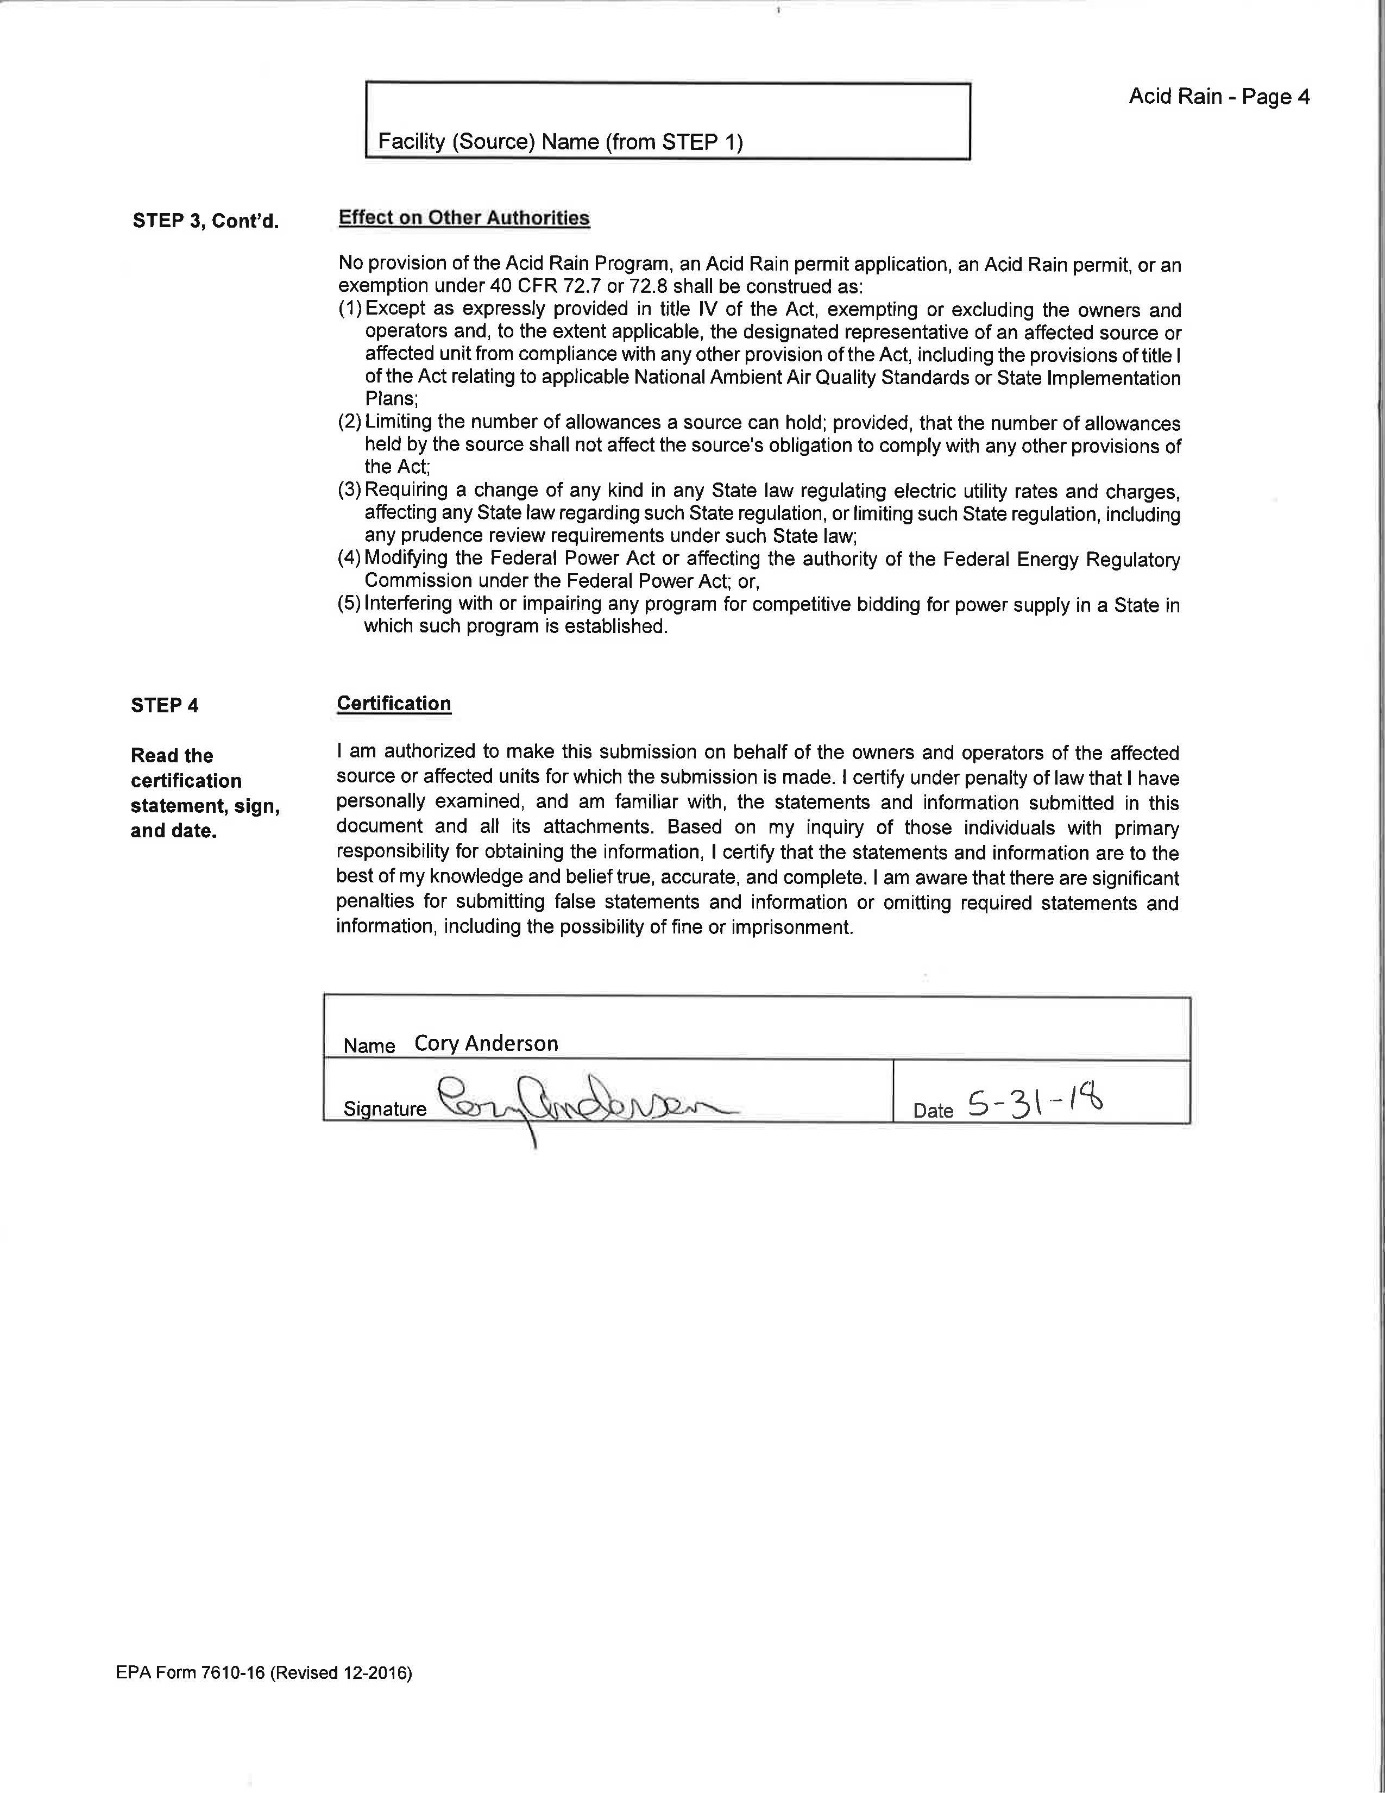 Acid Rain - Page 4
Facility (Source) Name (from STEP 1)
STEP 3, Cont'd.
Effect on Other Authorities
No provision of the Acid Rain Program, an Acid Rain permit application, an Acid Rain permit, or an
exemption under 40 CFR 72.7 or 72.8 shall be construed as:
(1) Except as expressly provided in title IV of the Act, exempting or excluding the owners and
operators and, to the extent applicable, the designated representative of an affected source or
affected unit from compliance with any other provision of the Act, including the provisions of title I
of the Act relating to applicable National Ambient Air Quality Standards or State Implementation
Plans;
(2) Limiting the number of allowances a source can hold; provided, that the number of allowances
held by the source shall not affect the source's obligation to comply with any other provisions of
the Act;
(3) Requiring a change of any kind in any State law regulating electric utility rates and charges,
affecting any State law regarding such State regulation, or limiting such State regulation, including
any prudence review requirements under such State law;
(4) Modifying the Federal Power Act or affecting the authority of the Federal Energy Regulatory
Commission under the Federal Power Act; or,
(5) Interfering with or impairing any program for competitive bidding for power supply in a State in
which such program is established.
STEP 4
Read the
certification
statement, sign,
and date.
Certification
I am authorized to make this submission on behalf of the owners and operators of the affected
source or affected units for which the submission is made. I certify under penalty of law that I have
personally examined, and am familiar with, the statements and information submitted in this
document and all its attachments. Based on my inquiry of those individuals with primary
responsibility for obtaining the information, I certify that the statements and information are to the
best of my knowledge and belief true, accurate, and complete. I am aware that there are significant
penalties for submitting false statements and information or omitting required statements and
information, including the possibility of fine or imprisonment.
Name Cory Anderson
Signature Cory Anderson
Date 5-31-18
EPA Form 7610-16 (Revised 12-2016)